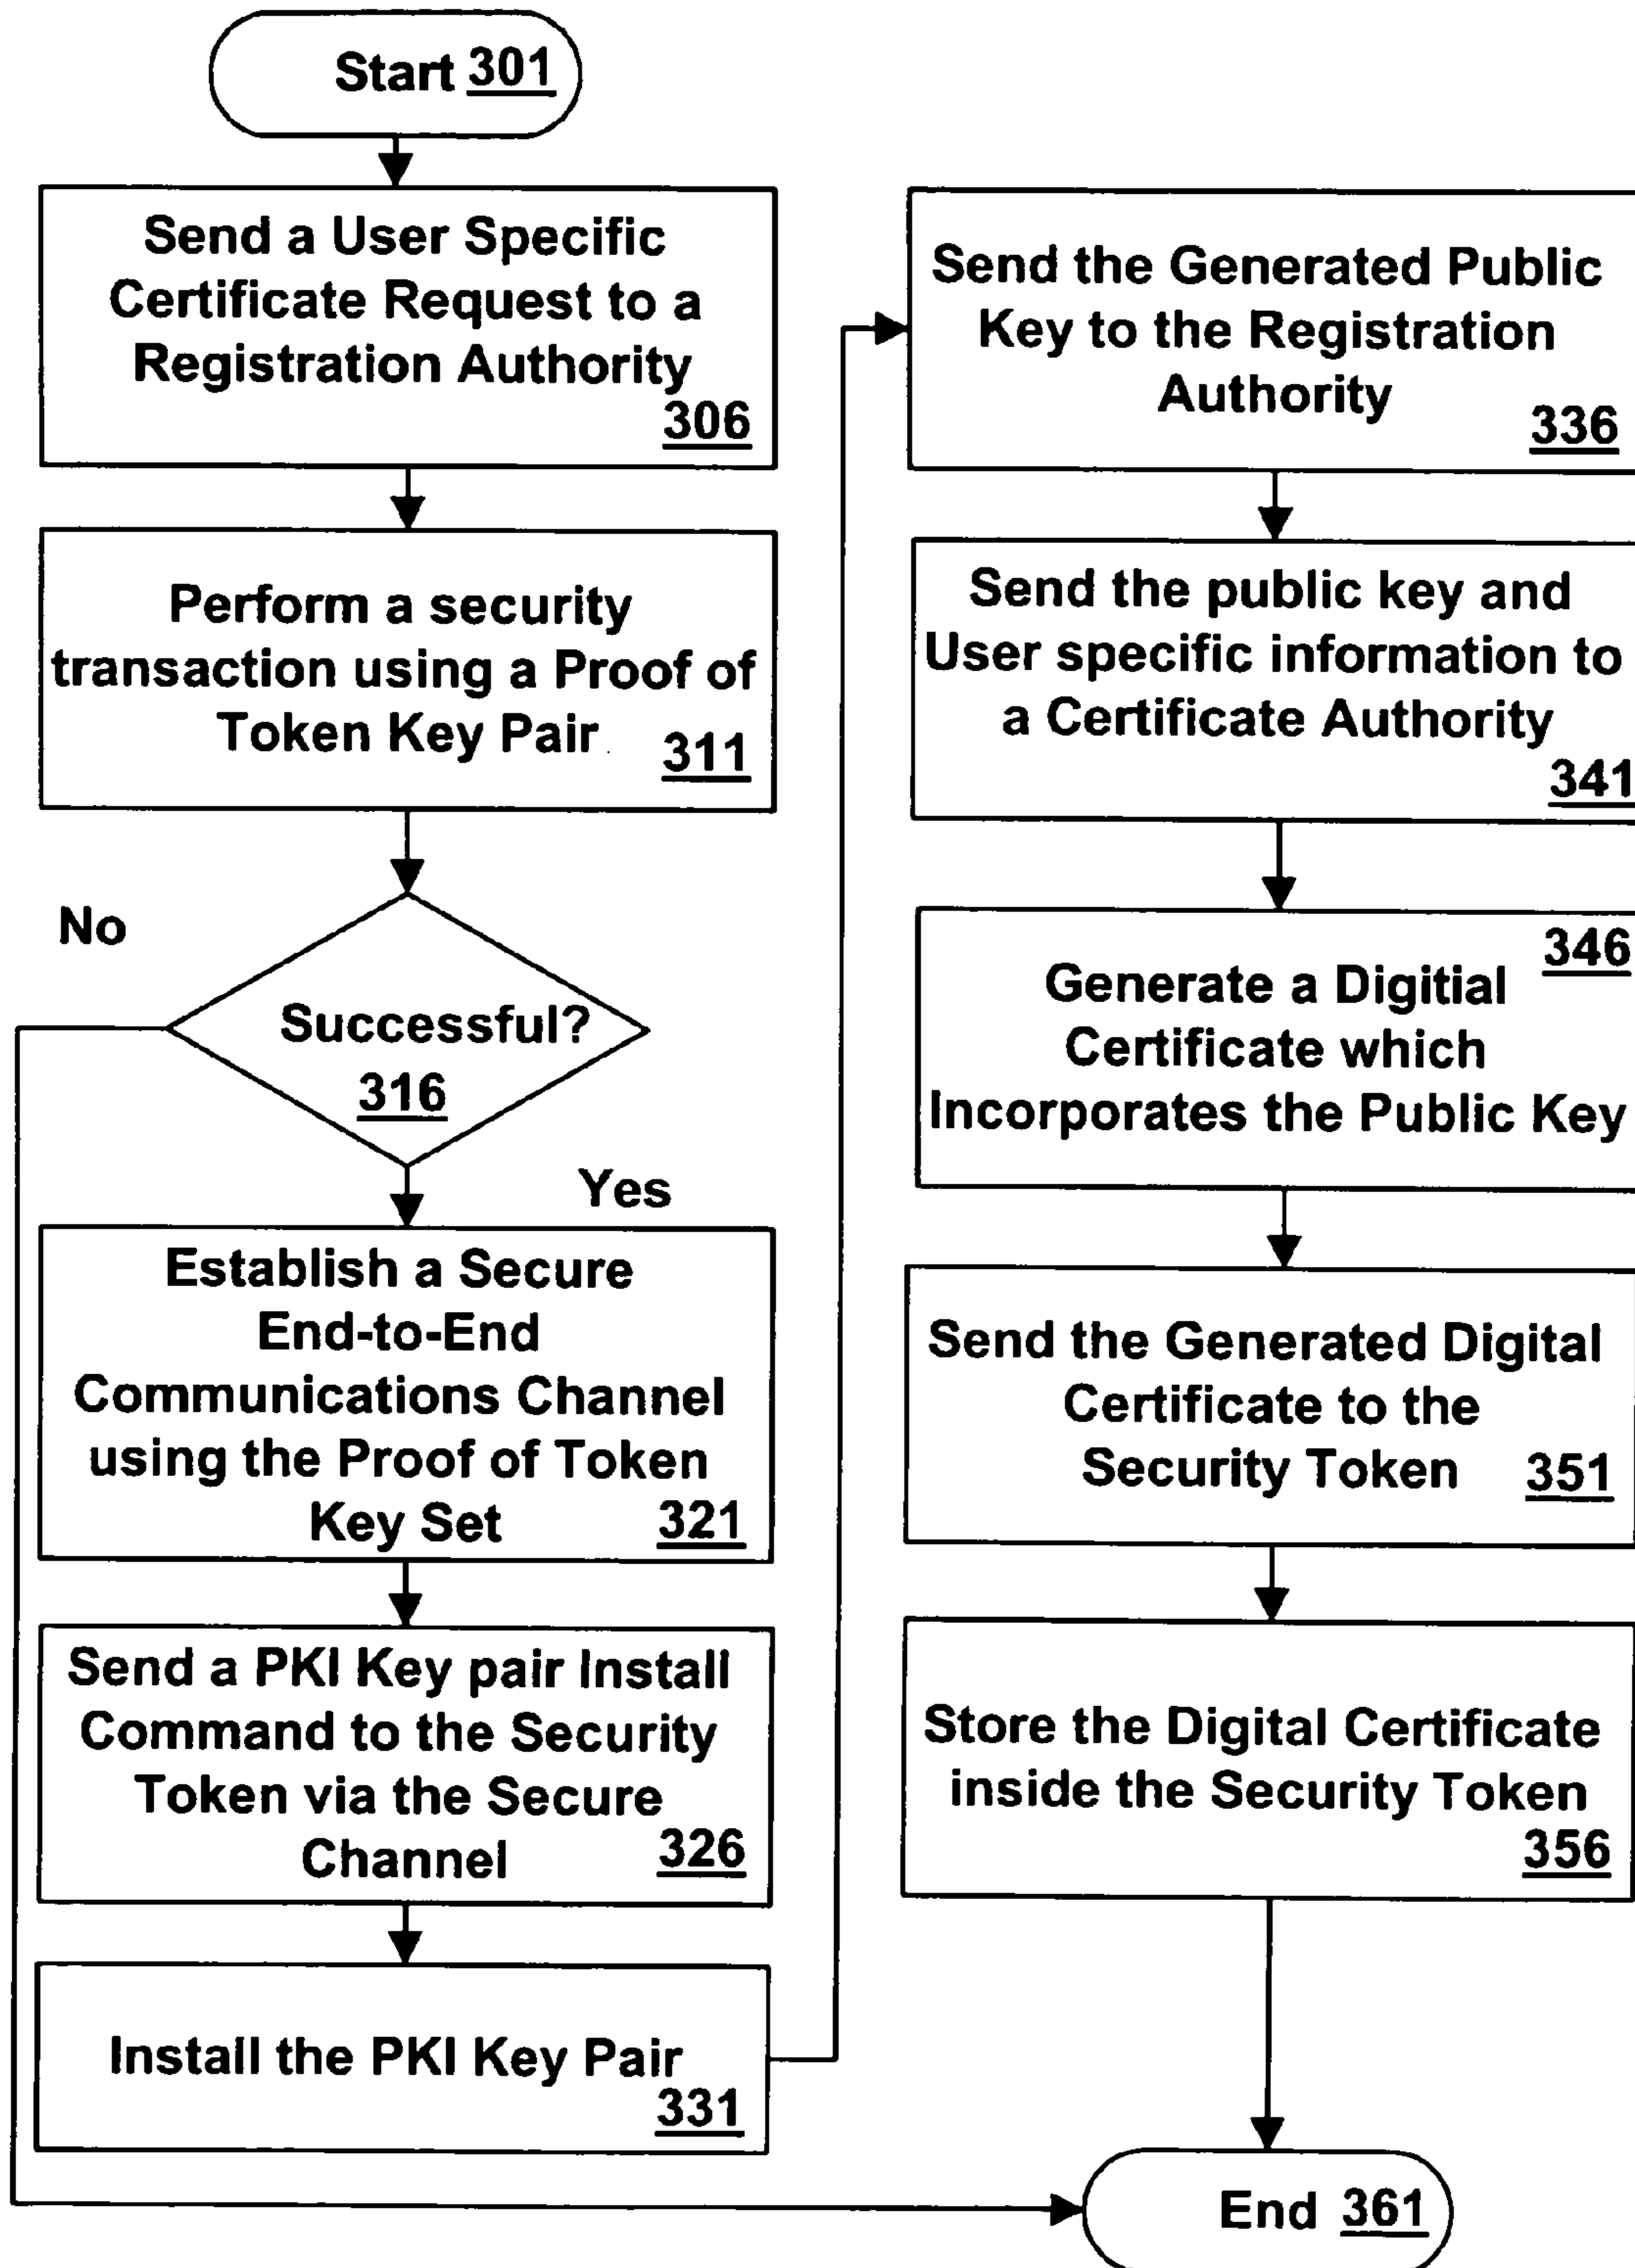 Start 301
Send a User Specific
Certificate Request to a
Registration Authority
306
Perform a security
transaction using a Proof of
Token Key Pair 311
No
Successful?
316
Yes
Establish a Secure
End-to-End
Communications Channel
using the Proof of Token
Key Set 321
Send a PKI Key pair Install
Command to the Security
Token via the Secure
Channel 326
Install the PKI Key Pair
331
Send the Generated Public
Key to the Registration
Authority 336
Send the public key and
User specific information to
a Certificate Authority
341
346
Generate a Digitial
Certificate which
Incorporates the Public Key
Send the Generated Digital
Certificate to the
Security Token 351
Store the Digital Certificate
inside the Security Token
356
End 361